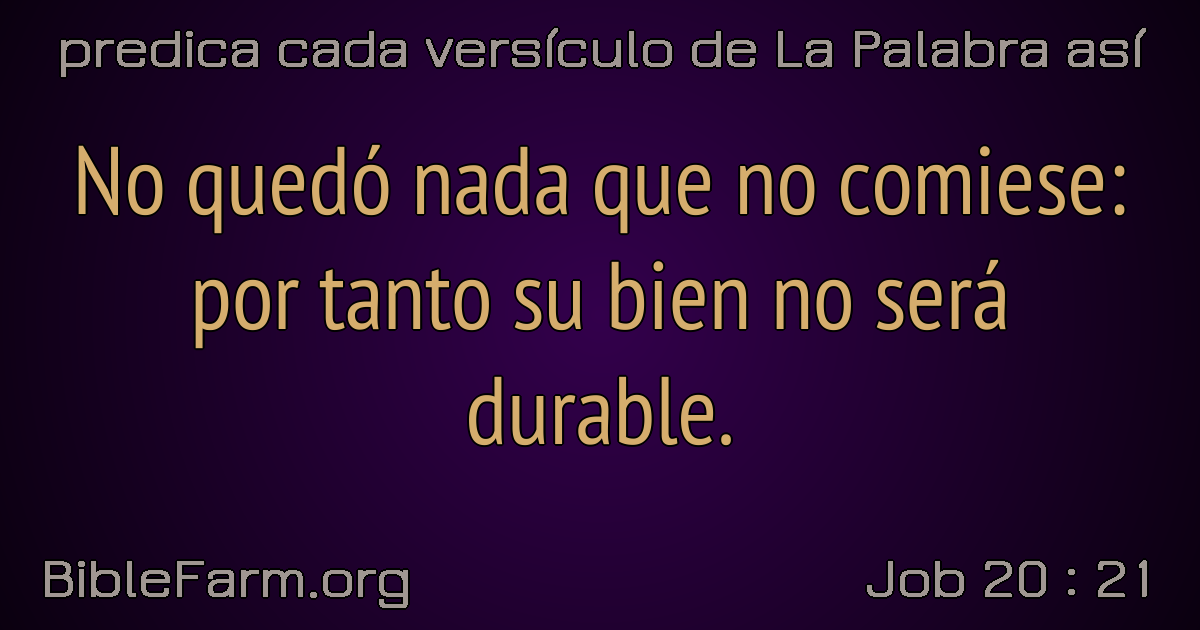 predica cada versículo de La Palabra así
No quedó nada que no comiese:
por tanto su bien no será
durable.
BibleFarm.org
Job 20 : 21